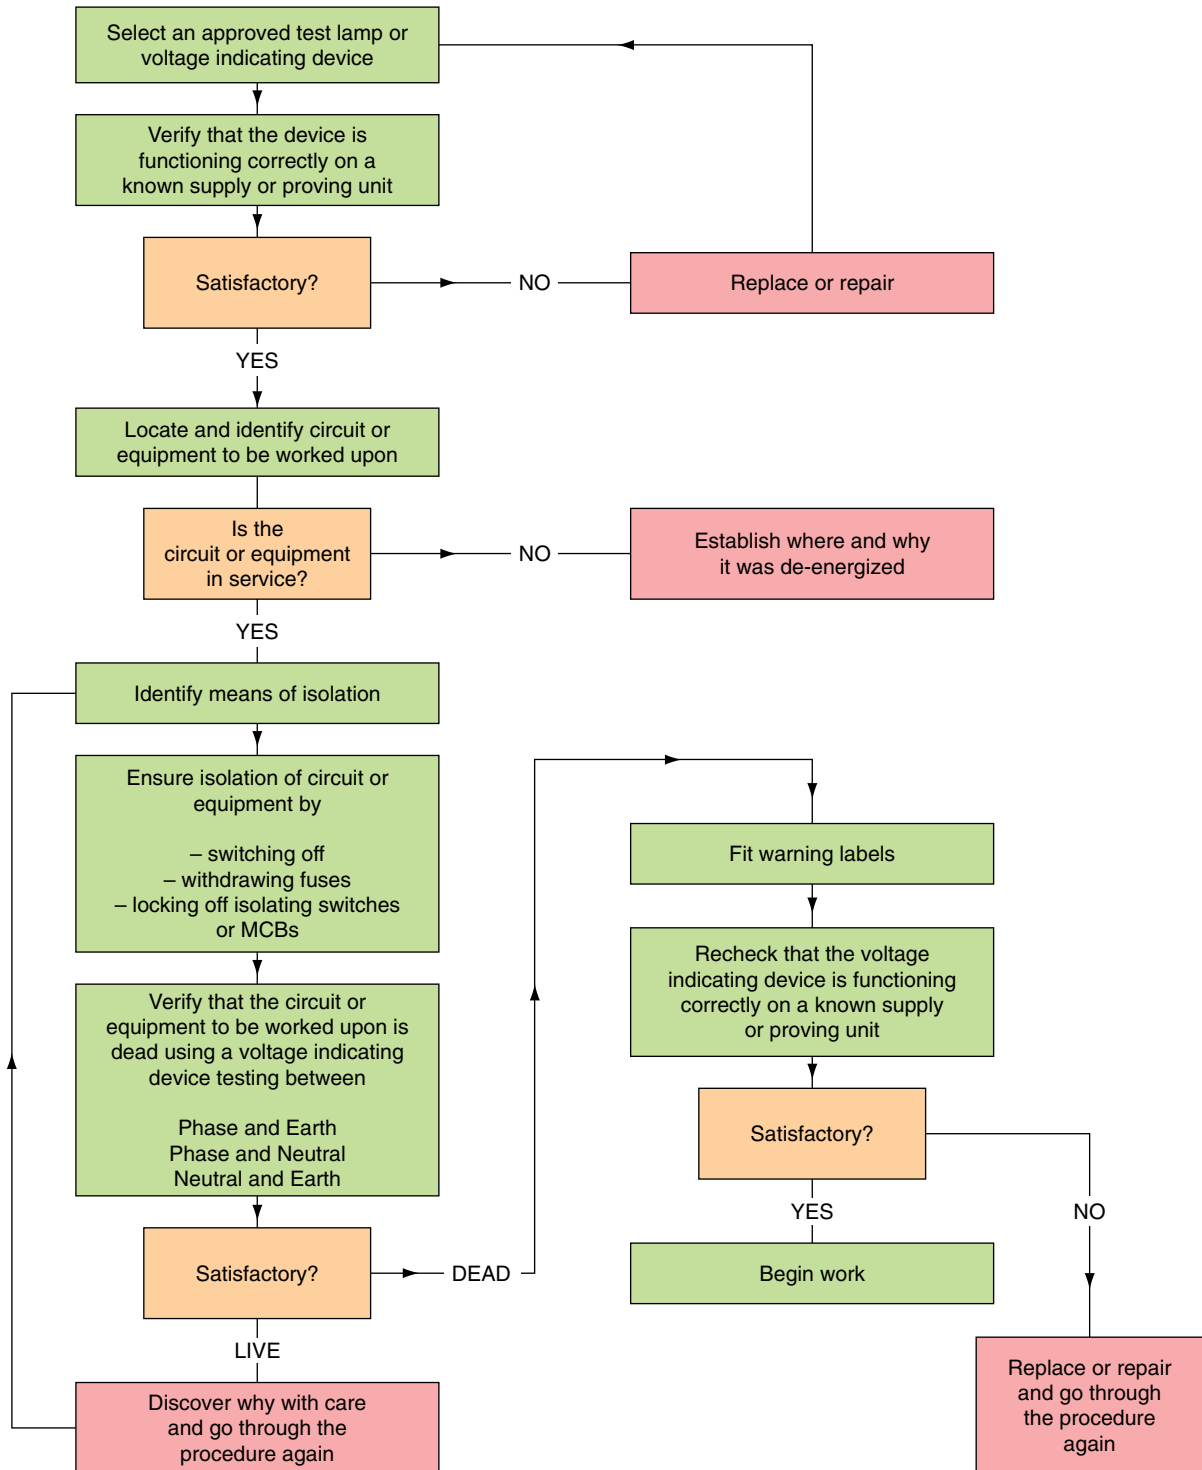 Select an approved test lamp or
voltage indicating device
Verify that the device is
functioning correctly on a
known supply or proving unit
Satisfactory?
NO
Replace or repair
YES
Locate and identify circuit or
equipment to be worked upon
Is the
circuit or equipment
in service?
NO
Establish where and why
it was de-energized
YES
Identify means of isolation
Ensure isolation of circuit or
equipment by
– switching off
– withdrawing fuses
– locking off isolating switches
or MCBs
Verify that the circuit or
equipment to be worked upon is
dead using a voltage indicating
device testing between
Phase and Earth
Phase and Neutral
Neutral and Earth
Satisfactory?
DEAD
LIVE
Discover why with care
and go through the
procedure again
Fit warning labels
Recheck that the voltage
indicating device is functioning
correctly on a known supply
or proving unit
Satisfactory?
YES
NO
Begin work
Replace or repair
and go through
the procedure
again